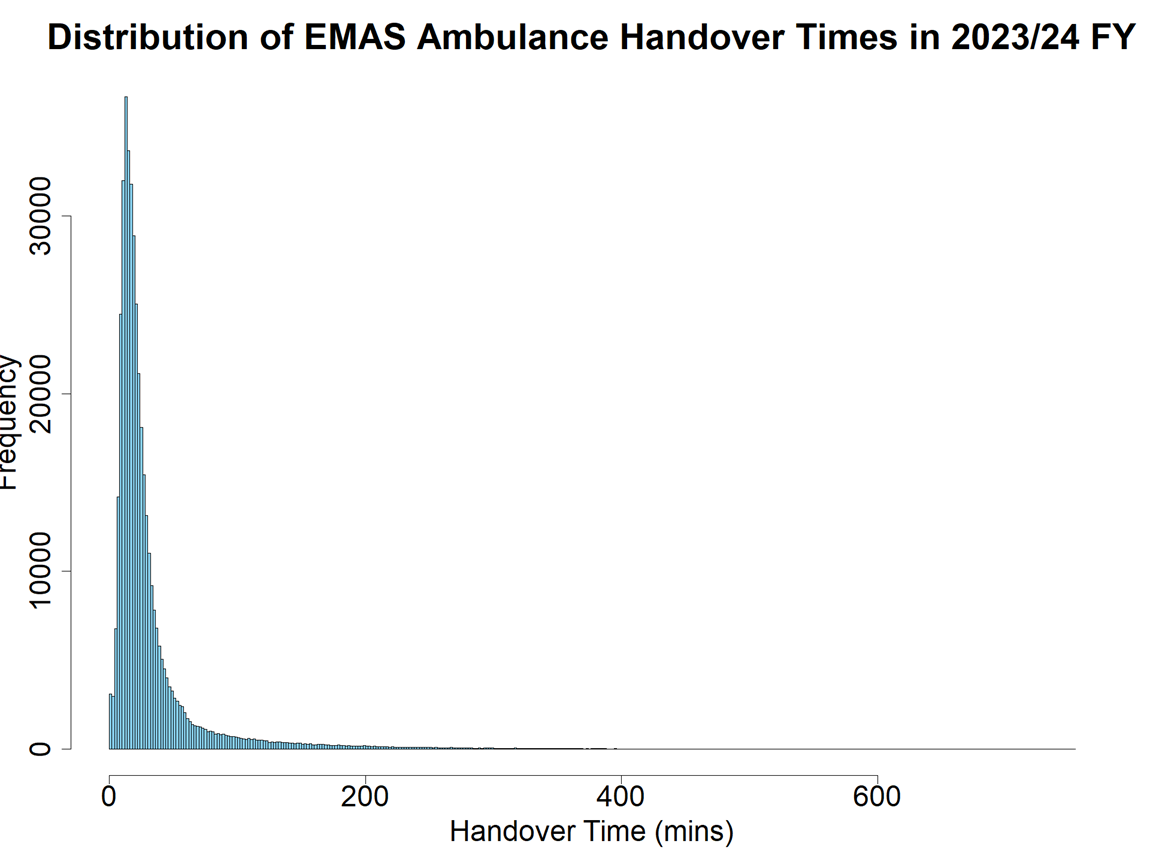 Distribution of EMAS Ambulance Handover Times in 2023/24 FY
Frequency
30000
20000
10000
0
0 200 400 600
Handover Time (mins)